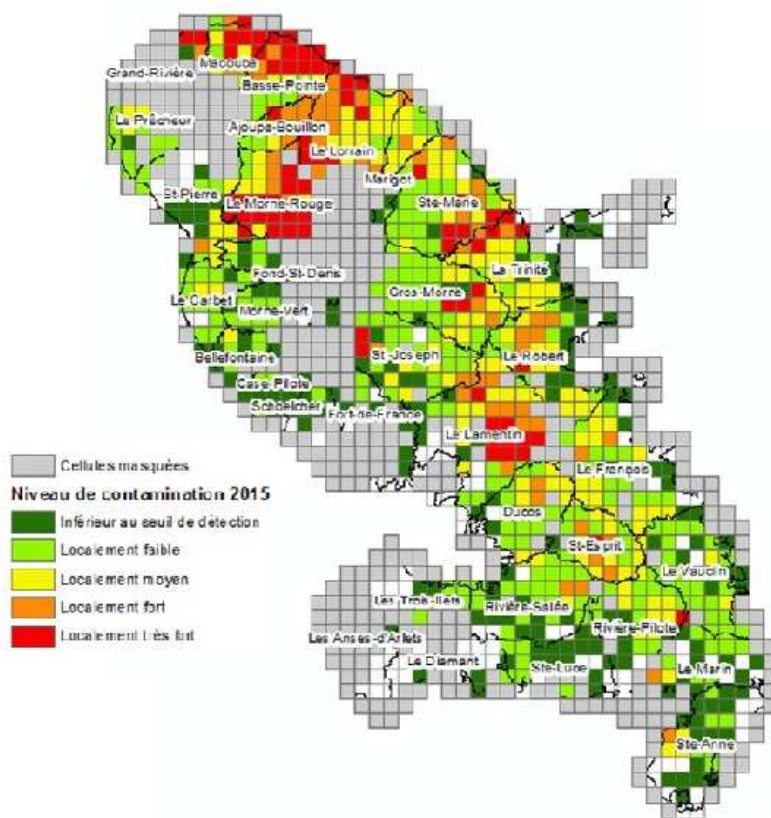 Macouba
Grand-Rivière
Basse-Pointe
Le Prêcheur
Ajoupa-Bouillon
Le Lorrain
Marigot
St-Pierre
Le Morne-Rouge
Ste-Marie
La Trinité
Fond-St-Denis
Gros-Morne
Le Carbet
Morne-Vert
St-Joseph
Le Robert
Bellefontaine
Case-Pilote
Schoelcher
Fort-de-France
Le Lamentin
Le François
Cellules masquées
Niveau de contamination 2015
Inférieur au seuil de détection
Ducos
Localement faible
St-Esprit
Localement moyen
Le Vauclin
Les Trois-Ilets
Rivière-Salée
Localement fort
Rivière-Pilote
Localement très fort
Les Anses-d'Arlets
Le Diamant
Ste-Luce
Le Marin
Ste-Anne